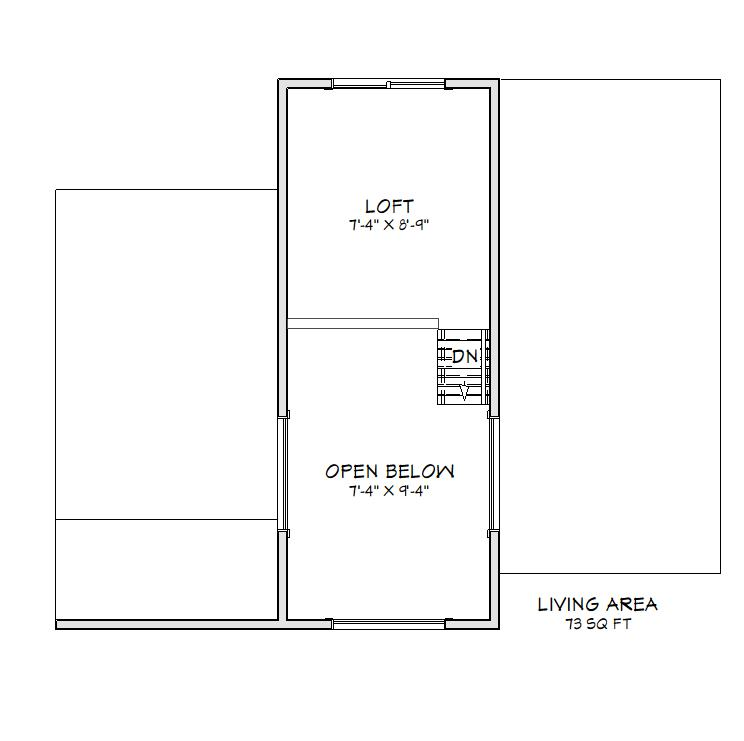 LOFT
7'-4" X 8'-9"
DN
OPEN BELOW
7'-4" X 9'-4"
LIVING AREA
73 SQ FT